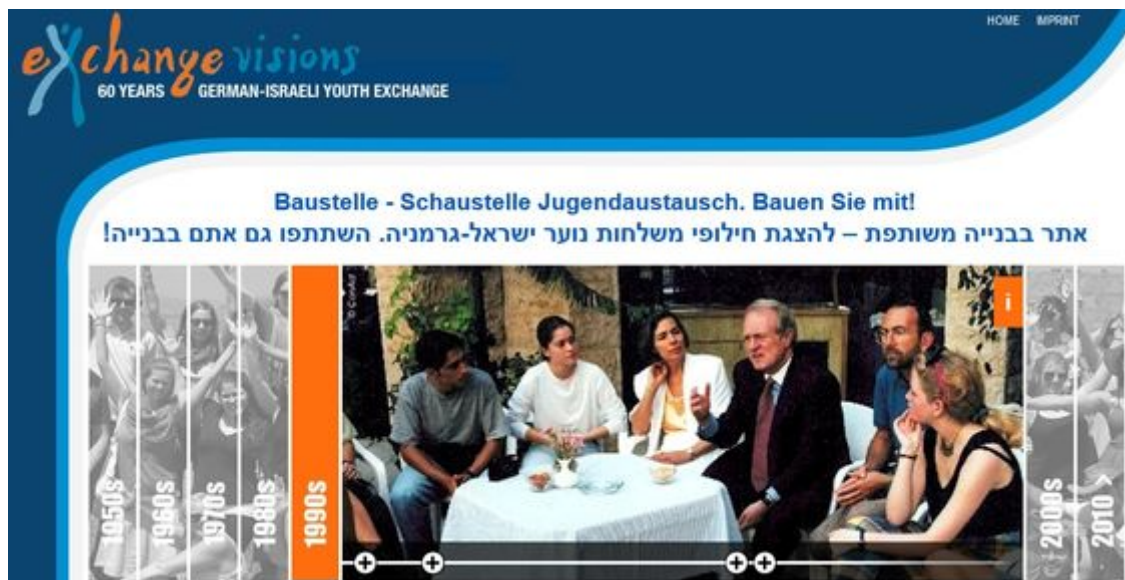 HOME IMPRINT
eXchange visions
60 YEARS GERMAN-ISRAELI YOUTH EXCHANGE
Baustelle - Schaustelle Jugendaustausch. Bauen Sie mit!
אתר בבנייה משותפת – להצגת חילופי משלחות נוער ישראל-גרמניה. השתתפו גם אתם בבנייה!
1950s
1960s
1970s
1980s
1990s
© ConAct
i
2000s
2010 >